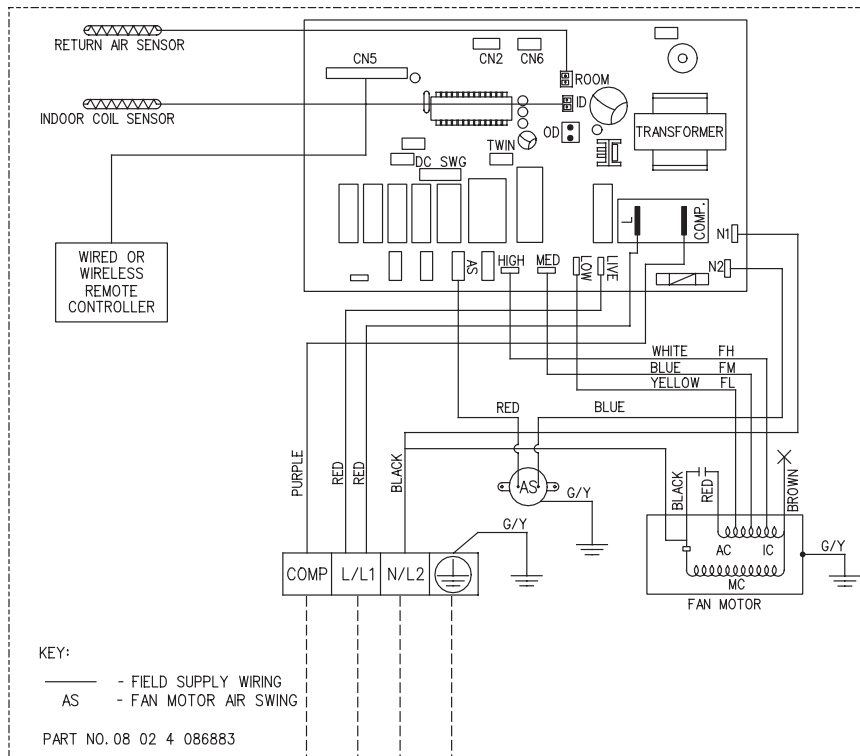 RETURN AIR SENSOR
INDOOR COIL SENSOR
CN5
CN2
CN6
ROOM
ID
OD
TWIN
DC SWG
TRANSFORMER
L
COMP.
N1
N2
AS
HIGH
MED
LOW
LIVE
WIRED OR
WIRELESS
REMOTE
CONTROLLER
WHITE FH
BLUE FM
YELLOW FL
RED
BLUE
PURPLE
RED
RED
BLACK
AS
G/Y
G/Y
BLACK
RED
BROWN
AC
IC
MC
G/Y
FAN MOTOR
COMP
L/L1
N/L2
KEY:
- FIELD SUPPLY WIRING
AS - FAN MOTOR AIR SWING
PART NO. 08 02 4 086883